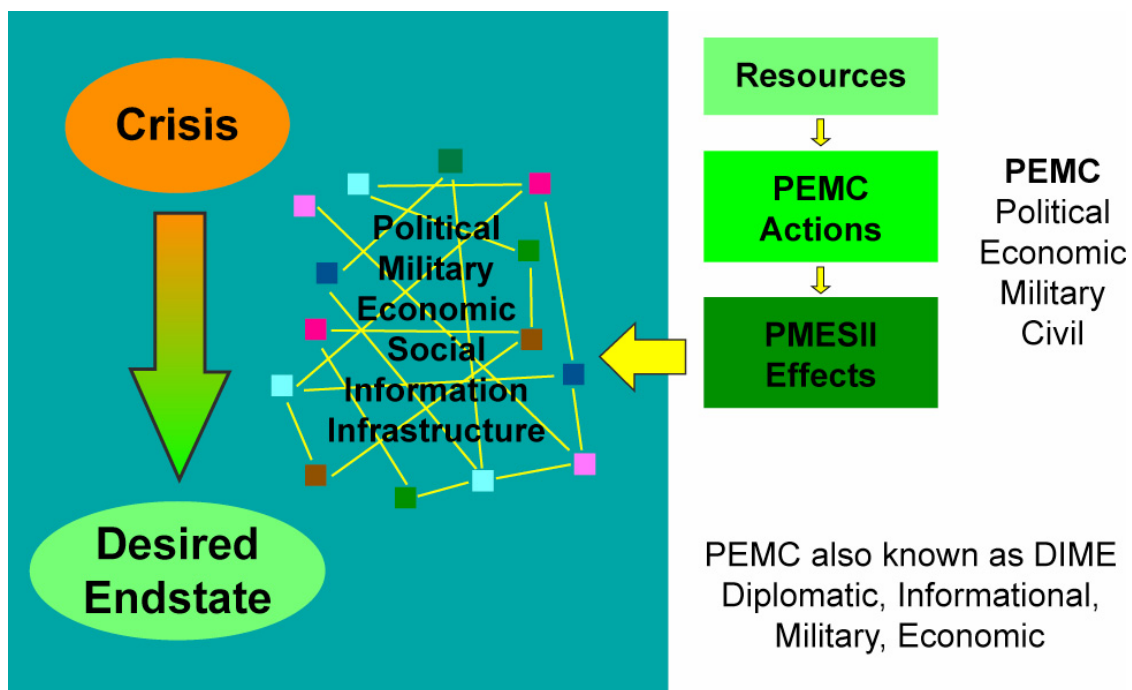 Crisis
Desired
Endstate
Political
Military
Economic
Social
Information
Infrastructure
Resources
PEMC
Actions
PMESII
Effects
PEMC
Political
Economic
Military
Civil
PEMC also known as DIME
Diplomatic, Informational,
Military, Economic